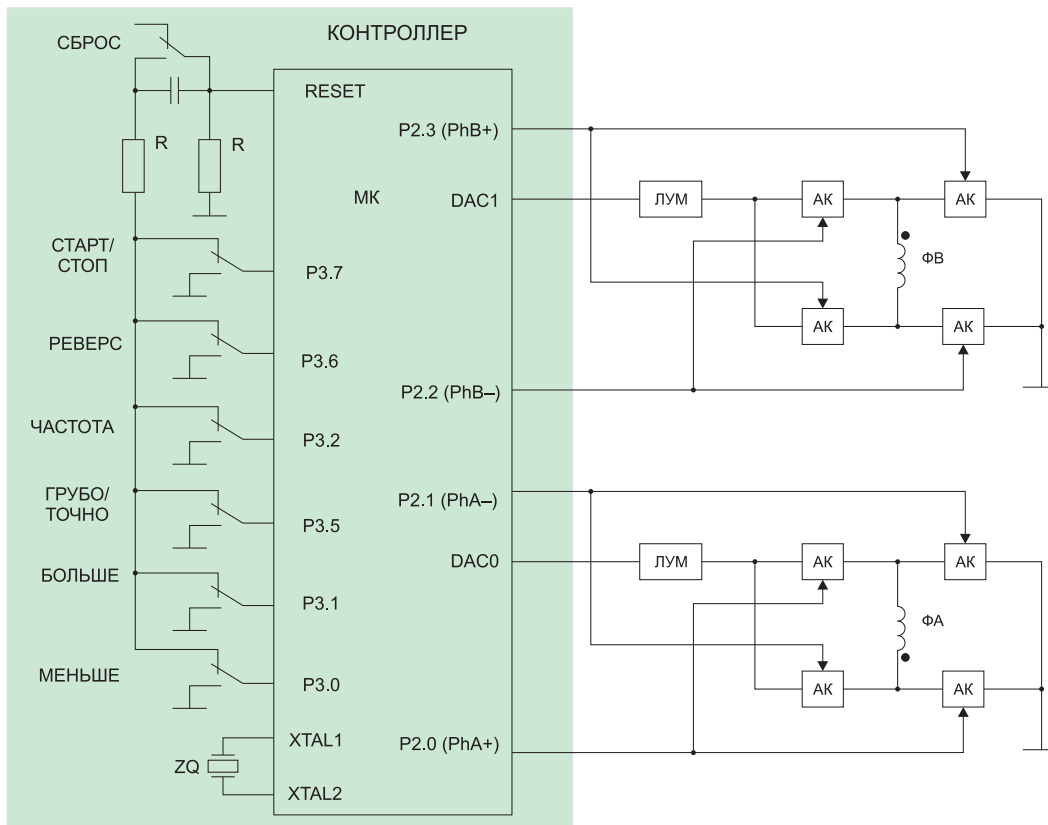 КОНТРОЛЛЕР
СБРОС
RESET
R
R
P2.3 (PhB+)
МК
DAC1
ЛУМ
АК
АК
СТАРТ/
СТОП
P3.7
ФВ
АК
АК
РЕВЕРС
P3.6
P2.2 (PhB–)
ЧАСТОТА
P3.2
ГРУБО/
ТОЧНО
P3.5
P2.1 (PhA–)
DAC0
ЛУМ
АК
АК
БОЛЬШЕ
P3.1
ФА
МЕНЬШЕ
P3.0
АК
АК
XTAL1
P2.0 (PhA+)
ZQ
XTAL2